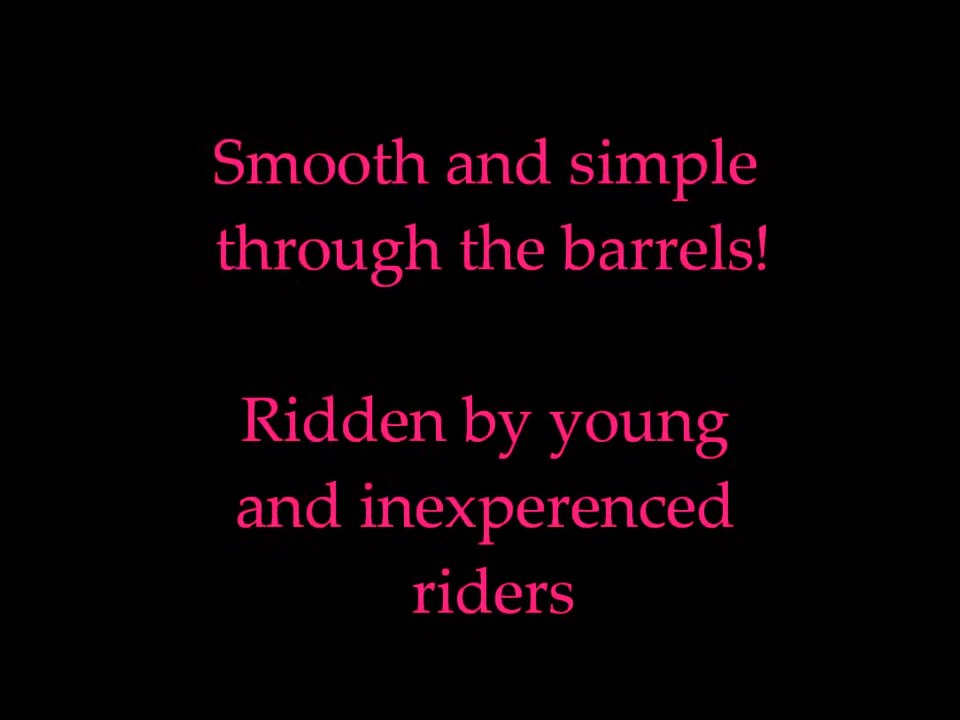 Smooth and simple
through the barrels!
Ridden by young
and inexperenced
riders